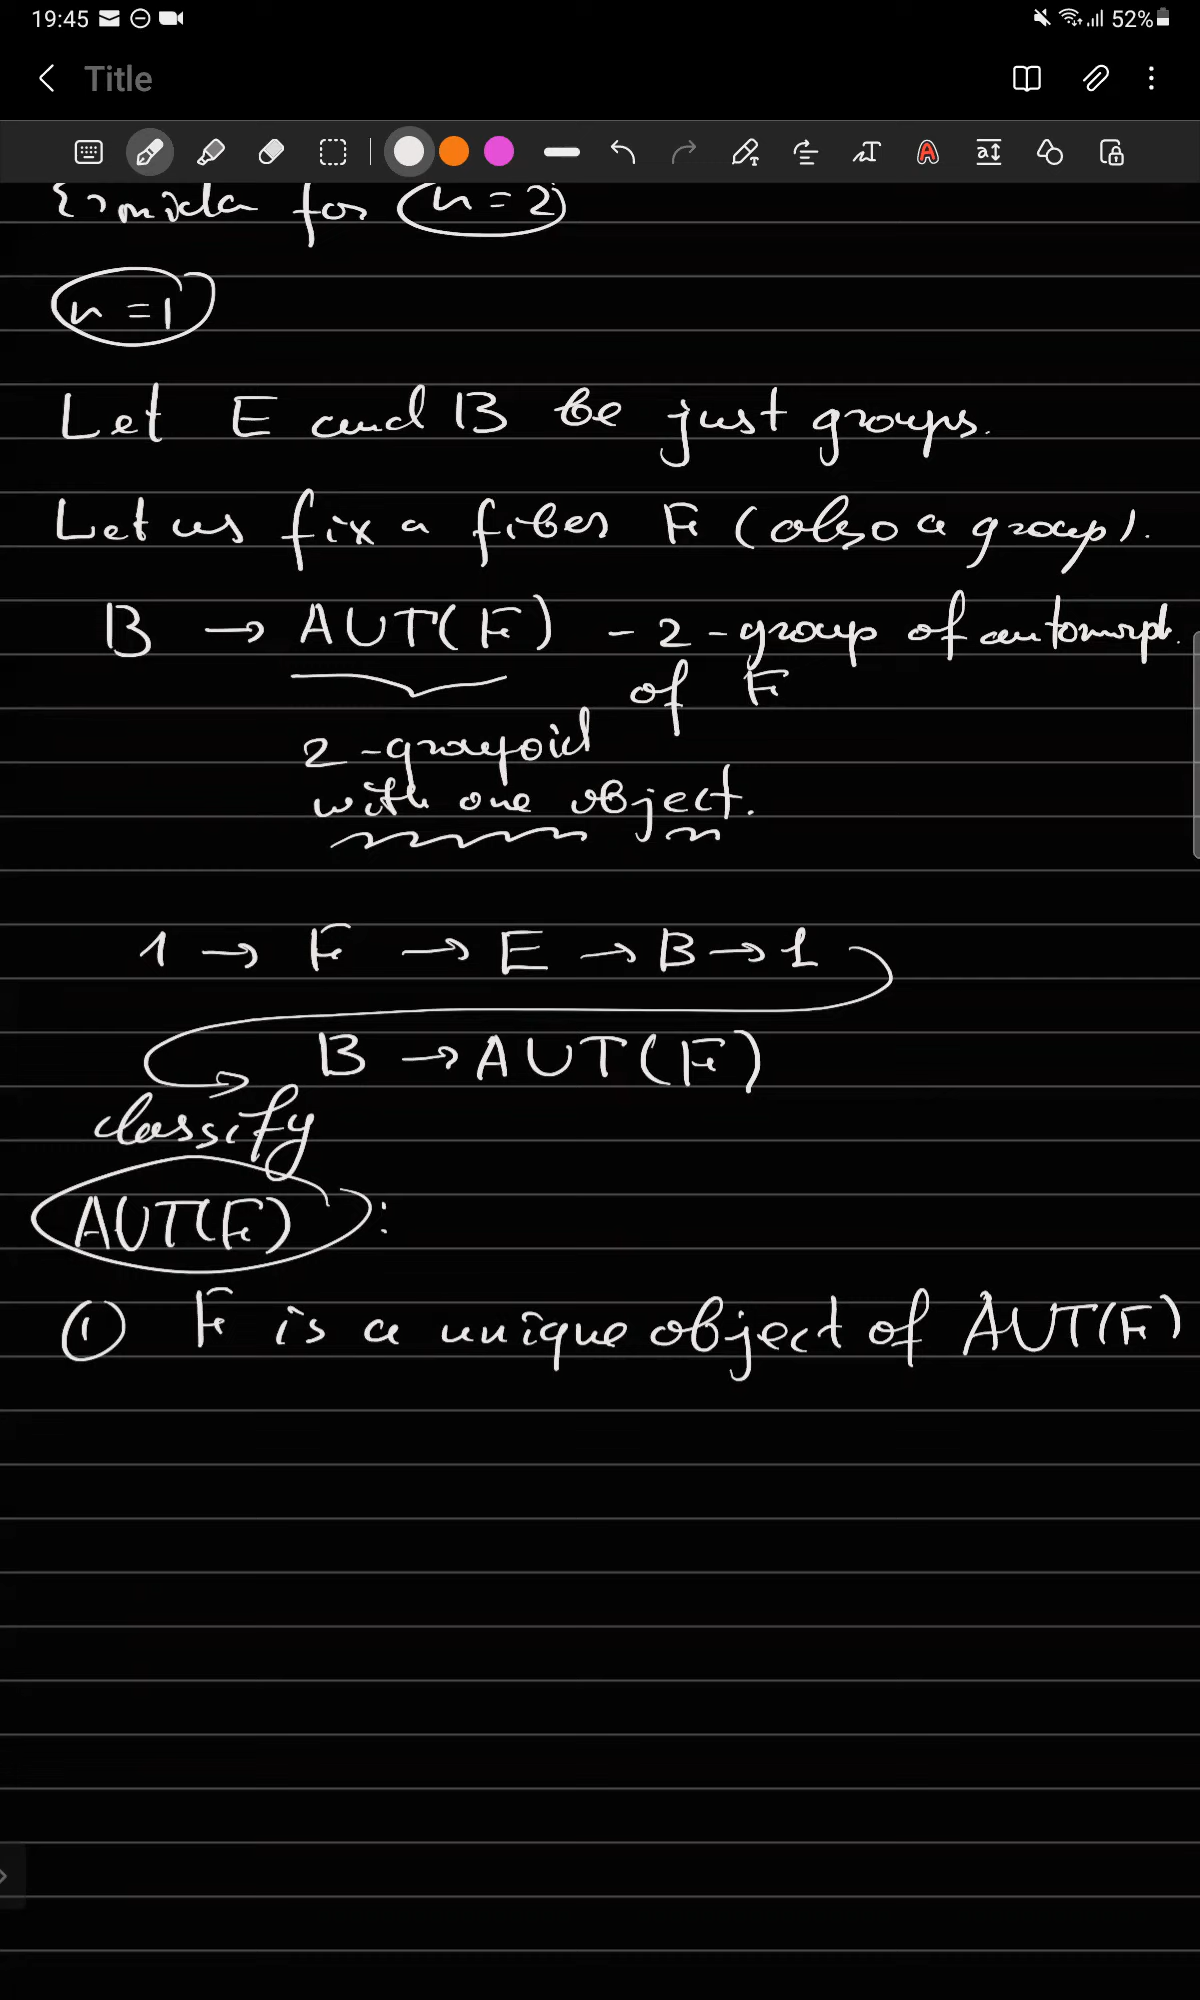 19:45 52%
Title
for n = 2
n = 1
Let E and B be just groups.
Let us fix a fiber F (also a group).
B → AUT(F) - 2-group of automorph.
of F
2-groupoid
with one object.
1 → F → E → B → 1
B → AUT(F)
classify
AUT(F) :
① F is a unique object of AUT(F)